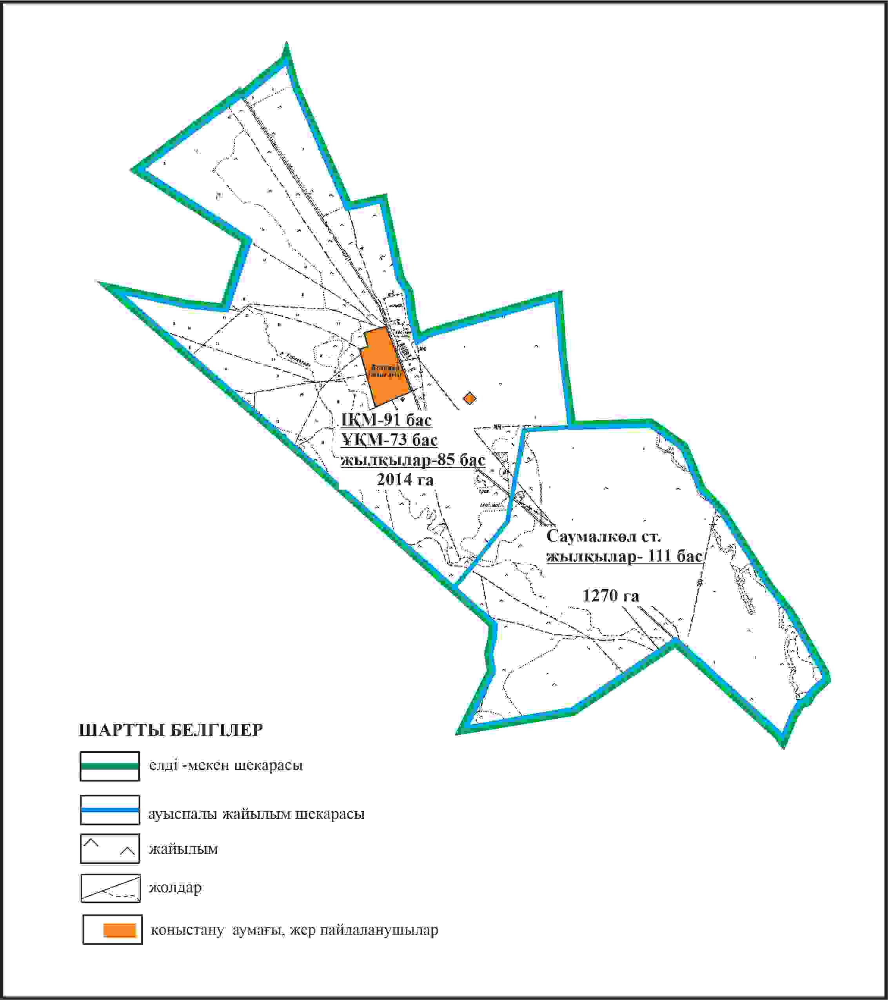 ІҚМ-91 бас
ҰҚМ-73 бас
жылқылар-85 бас
2014 га
Саумалкөл ст.
жылқылар- 111 бас
1270 га
ШАРТТЫ БЕЛГІЛЕР
елді -мекен шекарасы
ауыспалы жайылым шекарасы
жайылым
жолдар
қоныстану аумағы, жер пайдаланушылар